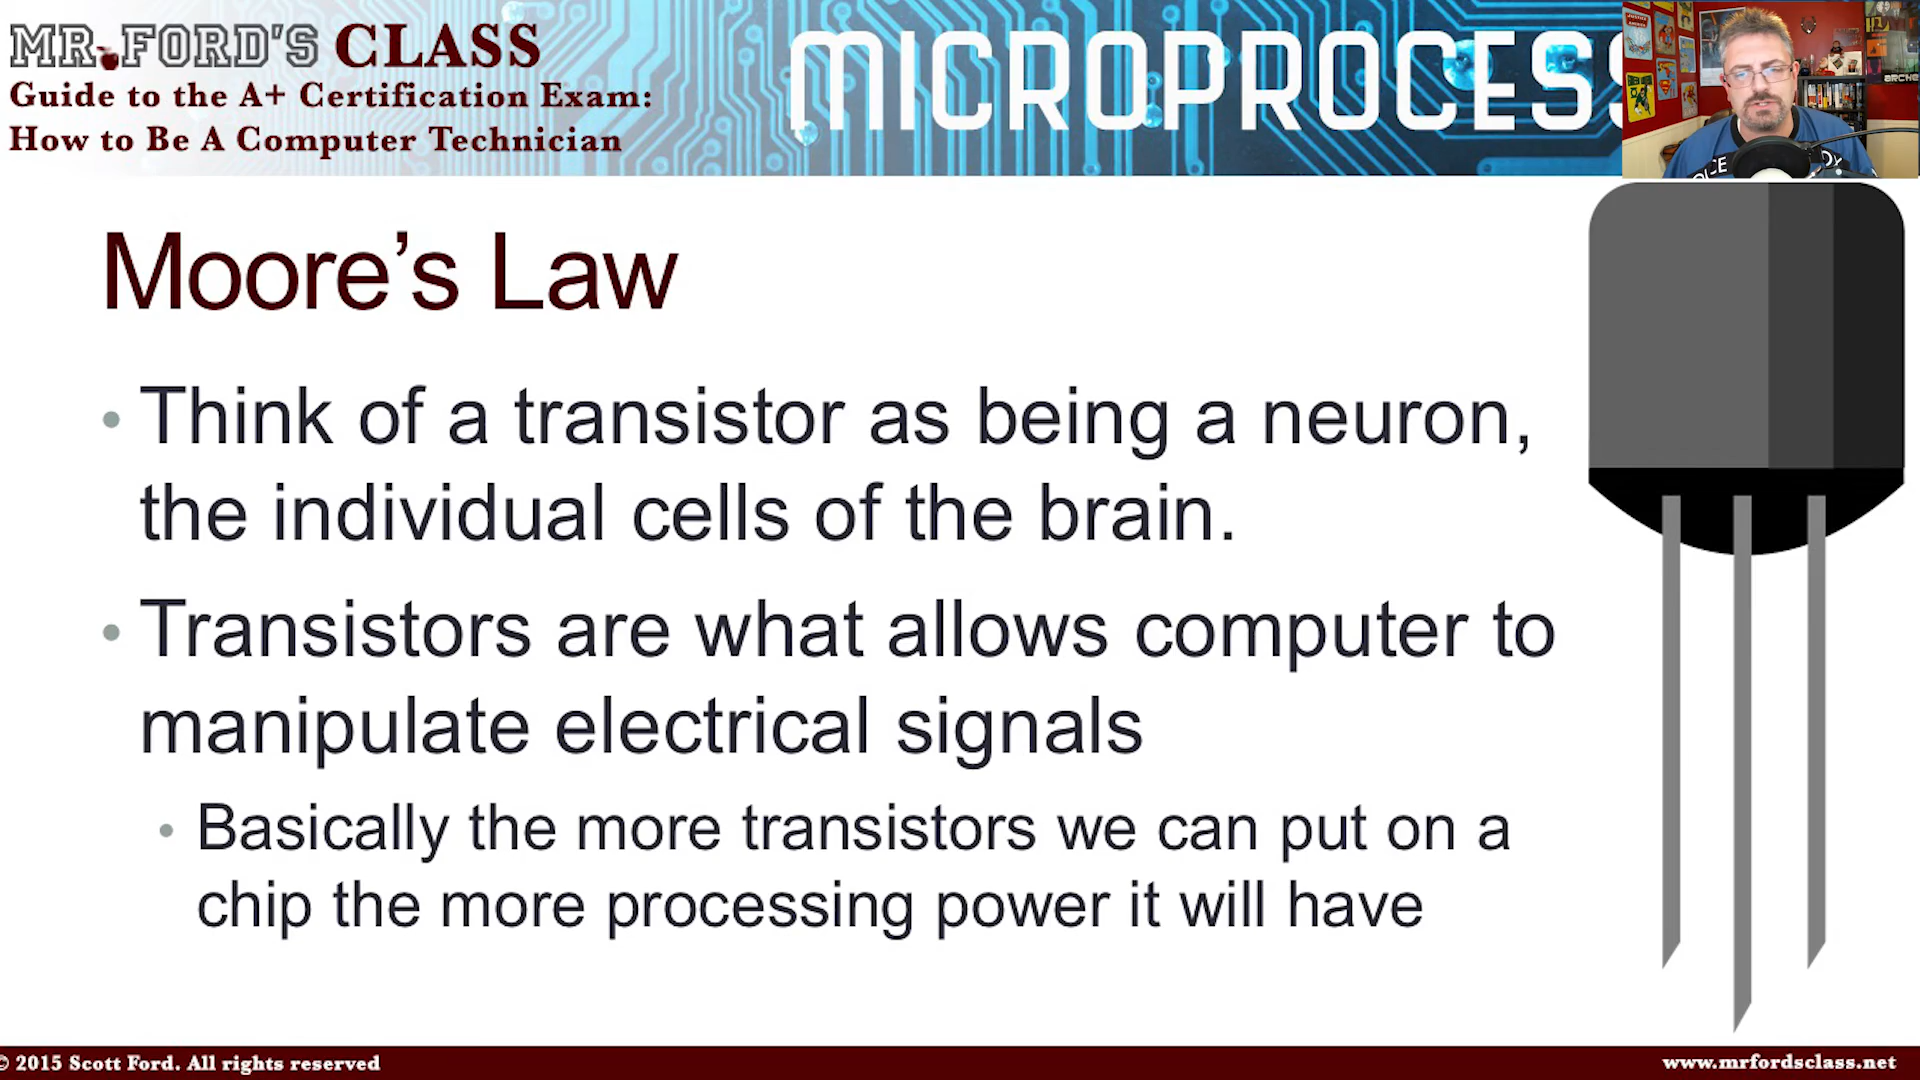 MR. FORD'S CLASS
Guide to the A+ Certification Exam:
How to Be A Computer Technician
MICROPROCESS
ARCHE
Moore's Law
• Think of a transistor as being a neuron,
the individual cells of the brain.
• Transistors are what allows computer to
manipulate electrical signals
• Basically the more transistors we can put on a
chip the more processing power it will have
© 2015 Scott Ford. All rights reserved
www.mrfordsclass.net